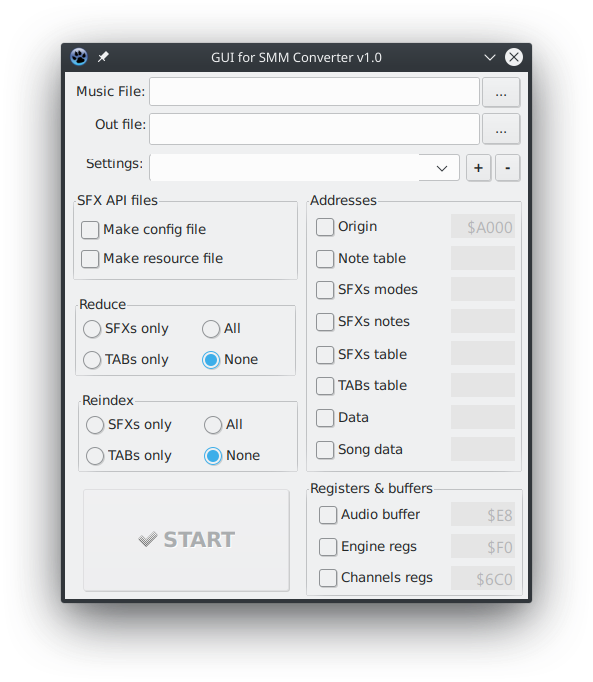 GUI for SMM Converter v1.0
Music File:
...
Out file:
...
Settings:
+ -
SFX API files
Make config file
Make resource file
Reduce
SFXs only All
TABs only None
Reindex
SFXs only All
TABs only None
START
Addresses
Origin $A000
Note table
SFXs modes
SFXs notes
SFXs table
TABs table
Data
Song data
Registers & buffers
Audio buffer $E8
Engine regs $F0
Channels regs $6C0